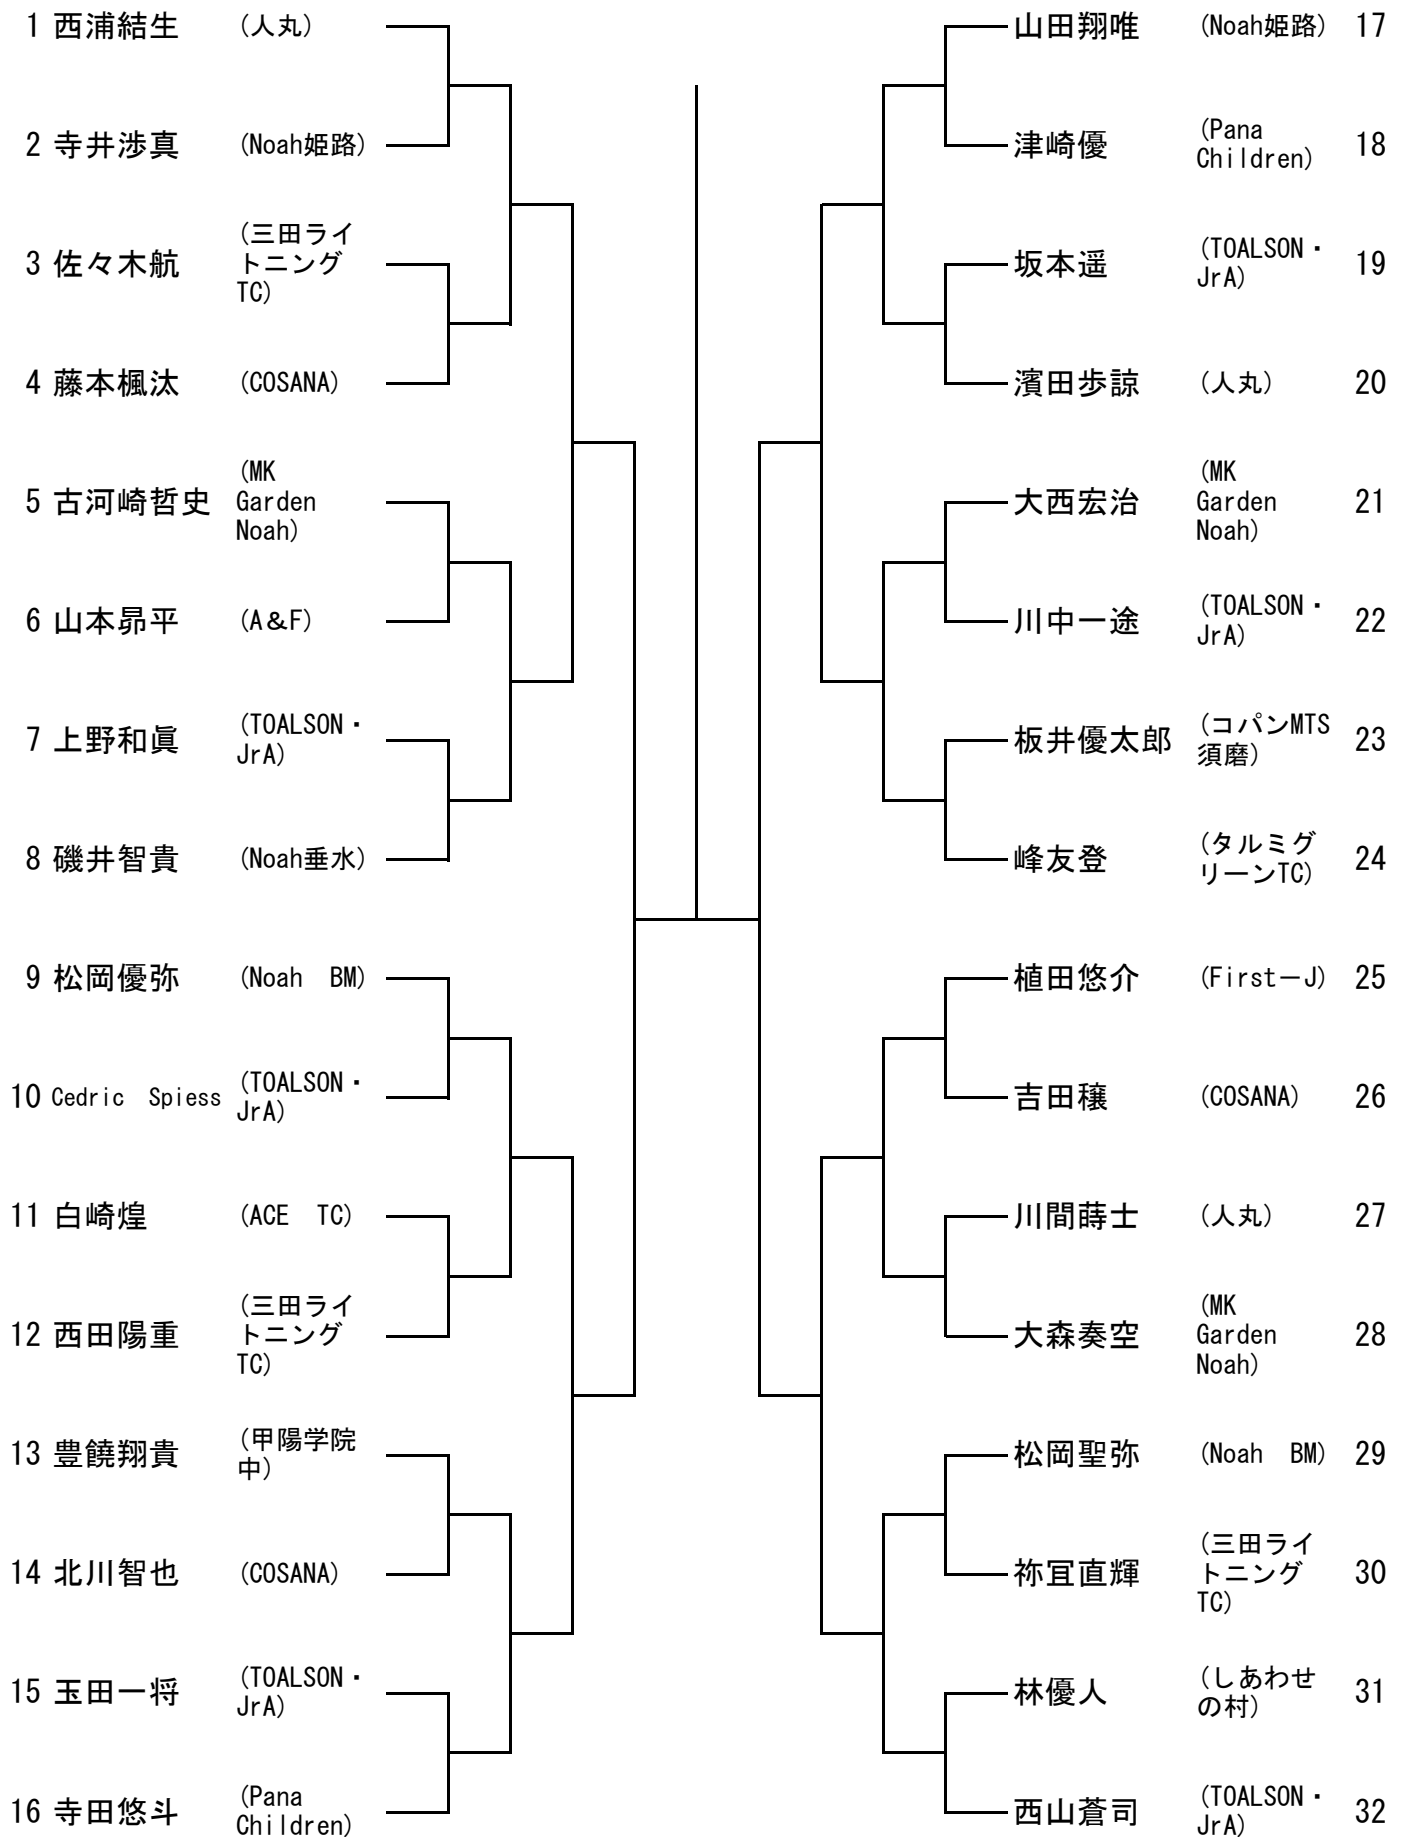 1 西浦結生 (人丸)
2 寺井渉真 (Noah姫路)
3 佐々木航 (三田ライ
トニング
TC)
4 藤本楓汰 (COSANA)
5 古河崎哲史 (MK
Garden
Noah)
6 山本昴平 (A&F)
7 上野和眞 (TOALSON・
JrA)
8 磯井智貴 (Noah垂水)
9 松岡優弥 (Noah BM)
10 Cedric Spiess (TOALSON・
JrA)
11 白崎煌 (ACE TC)
12 西田陽重 (三田ライ
トニング
TC)
13 豊饒翔貴 (甲陽学院
中)
14 北川智也 (COSANA)
15 玉田一将 (TOALSON・
JrA)
16 寺田悠斗 (Pana
Children)
山田翔唯 (Noah姫路) 17
津崎優 (Pana
Children) 18
坂本遥 (TOALSON・
JrA) 19
濱田歩諒 (人丸) 20
大西宏治 (MK
Garden
Noah) 21
川中一途 (TOALSON・
JrA) 22
板井優太郎 (コパンMTS
須磨) 23
峰友登 (タルミグ
リーンTC) 24
植田悠介 (First－J) 25
吉田穣 (COSANA) 26
川間蒔士 (人丸) 27
大森奏空 (MK
Garden
Noah) 28
松岡聖弥 (Noah BM) 29
祢冝直輝 (三田ライ
トニング
TC) 30
林優人 (しあわせ
の村) 31
西山蒼司 (TOALSON・
JrA) 32